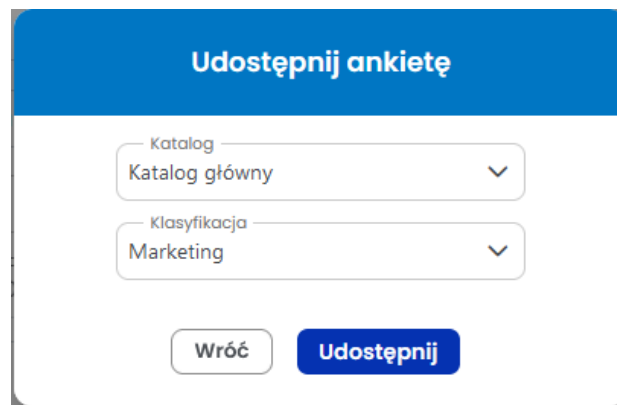 Udostępnij ankietę
Katalog
Katalog główny
Klasyfikacja
Marketing
Wróć
Udostępnij